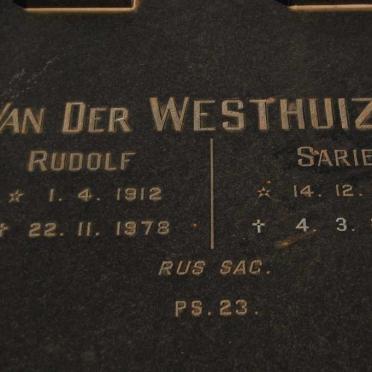 VAN DER WESTHUIZ
RUDOLF SARIE
☆ 1. 4. 1912 ☆ 14. 12.
✝ 22. 11. 1978 ✝ 4. 3.
RUS SAC.
PS. 23.